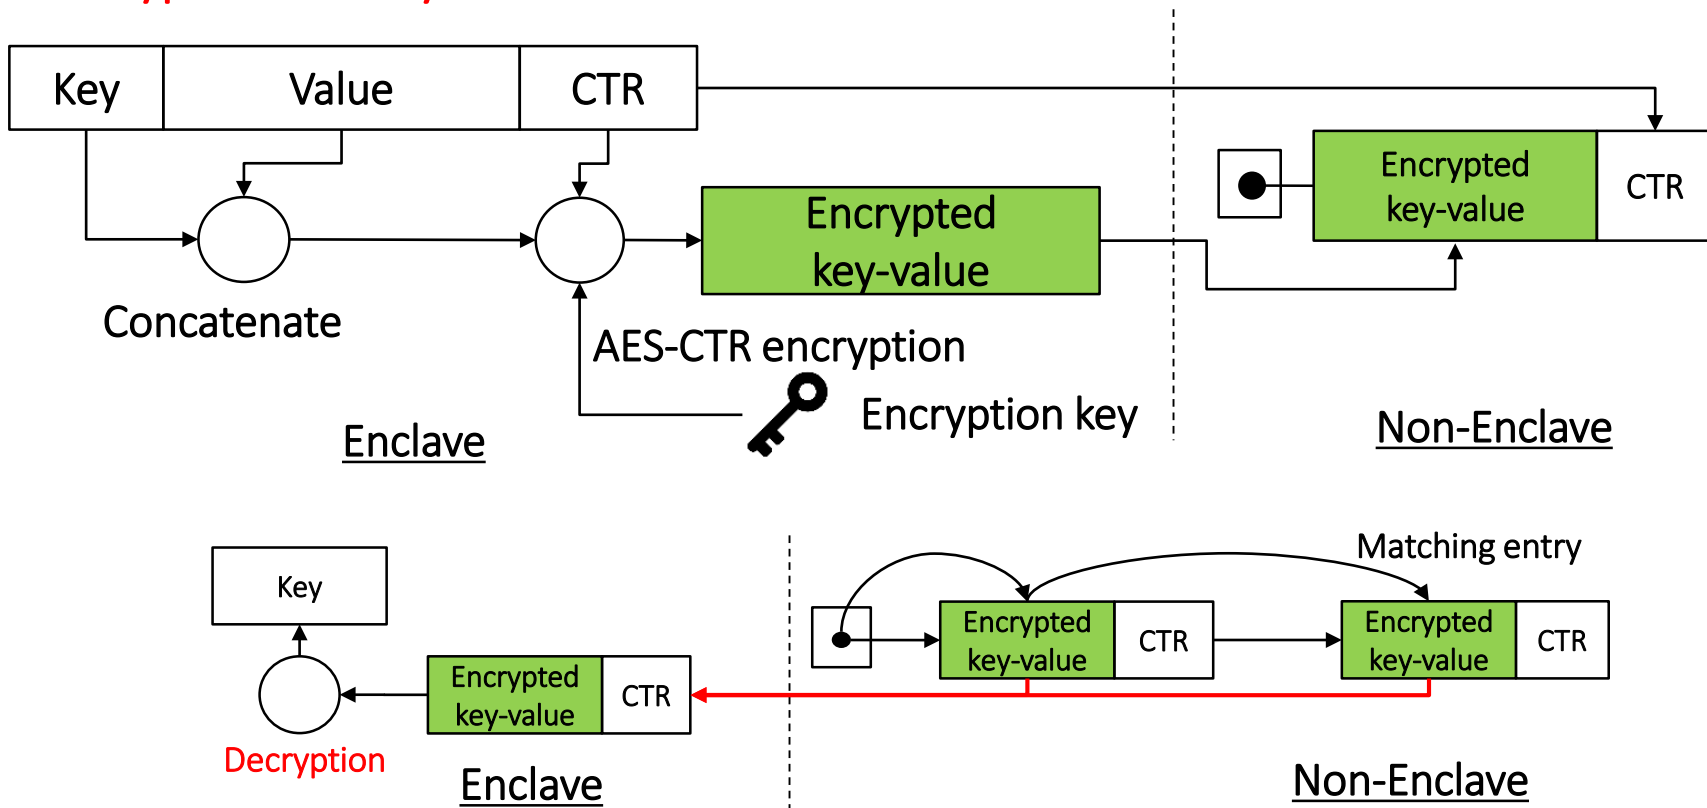 Key
Value
CTR
Encrypted
key-value
CTR
Encrypted
key-value
Concatenate
AES-CTR encryption
Encryption key
Enclave
Non-Enclave
Matching entry
Key
Encrypted
key-value
CTR
Encrypted
key-value
CTR
Encrypted
key-value
CTR
Decryption
Enclave
Non-Enclave